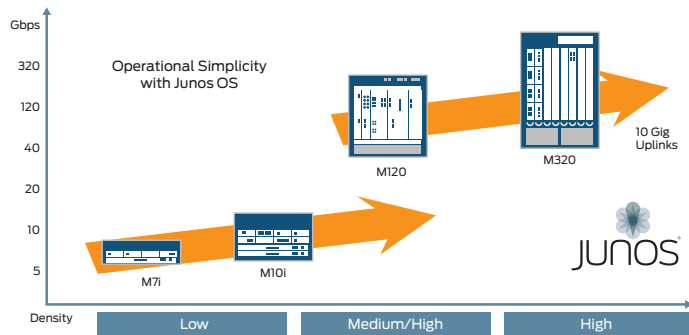 Gbps
320
120
40
20
10
5
Operational Simplicity
with Junos OS
M120
M320
10 Gig
Uplinks
M7i
M10i
JUNOS
Density
Low
Medium/High
High